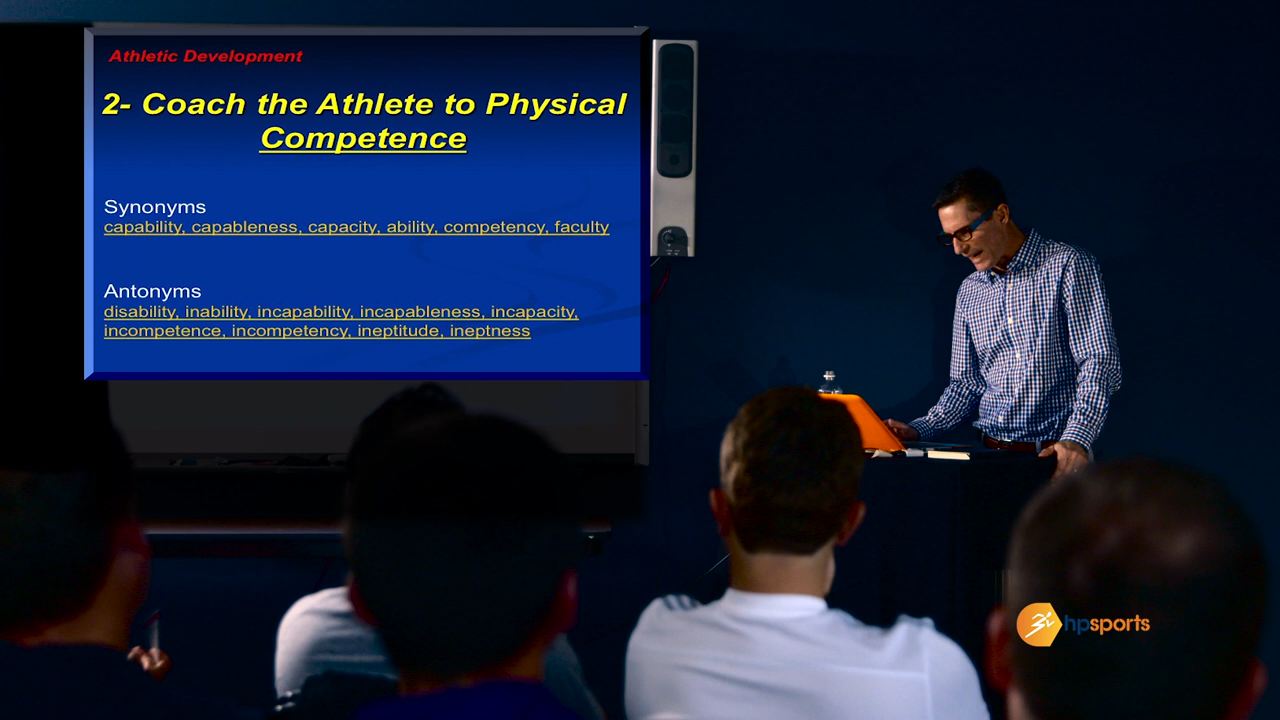 Athletic Development
2- Coach the Athlete to Physical
Competence
Synonyms
capability, capableness, capacity, ability, competency, faculty
Antonyms
disability, inability, incapability, incapableness, incapacity,
incompetence, incompetency, ineptitude, ineptness
hpsports